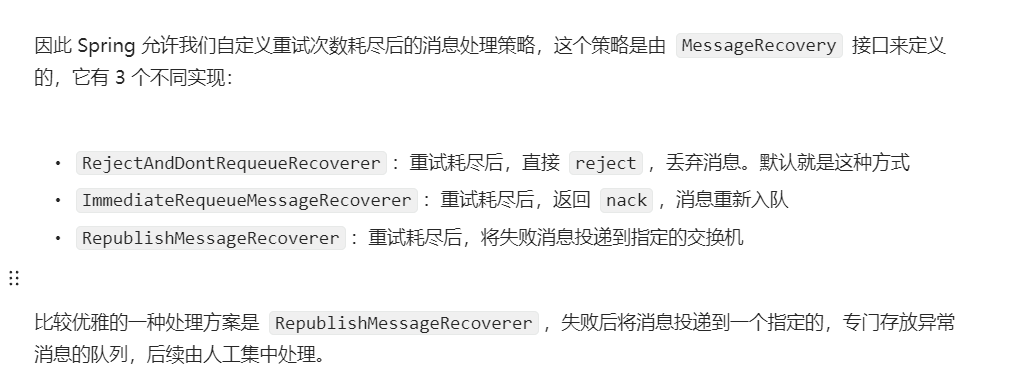 因此 Spring 允许我们自定义重试次数耗尽后的消息处理策略，这个策略是由 MessageRecovery 接口来定义
的，它有 3 个不同实现：
• RejectAndDontRequeueRecoverer ：重试耗尽后，直接 reject ，丢弃消息。默认就是这种方式
• ImmediateRequeueMessageRecoverer ：重试耗尽后，返回 nack ，消息重新入队
• RepublishMessageRecoverer ：重试耗尽后，将失败消息投递到指定的交换机
比较优雅的一种处理方案是 RepublishMessageRecoverer ，失败后将消息投递到一个指定的，专门存放异常
消息的队列，后续由人工集中处理。